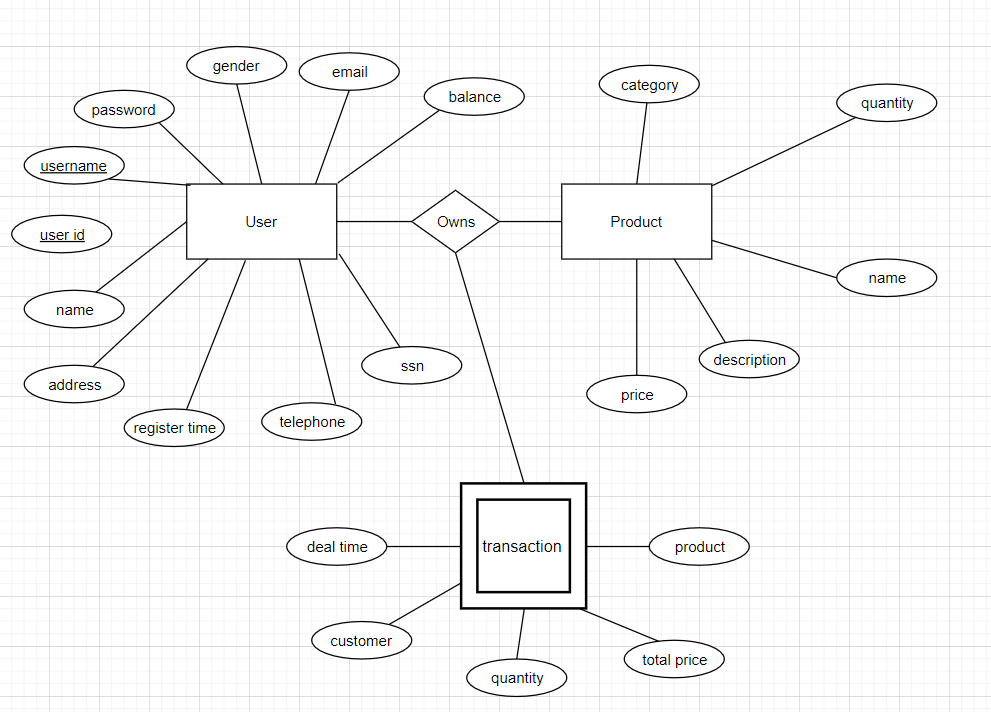 gender
email
balance
category
quantity
password
username
User
Owns
Product
user id
name
name
address
ssn
description
price
register time
telephone
deal time
transaction
product
customer
quantity
total price